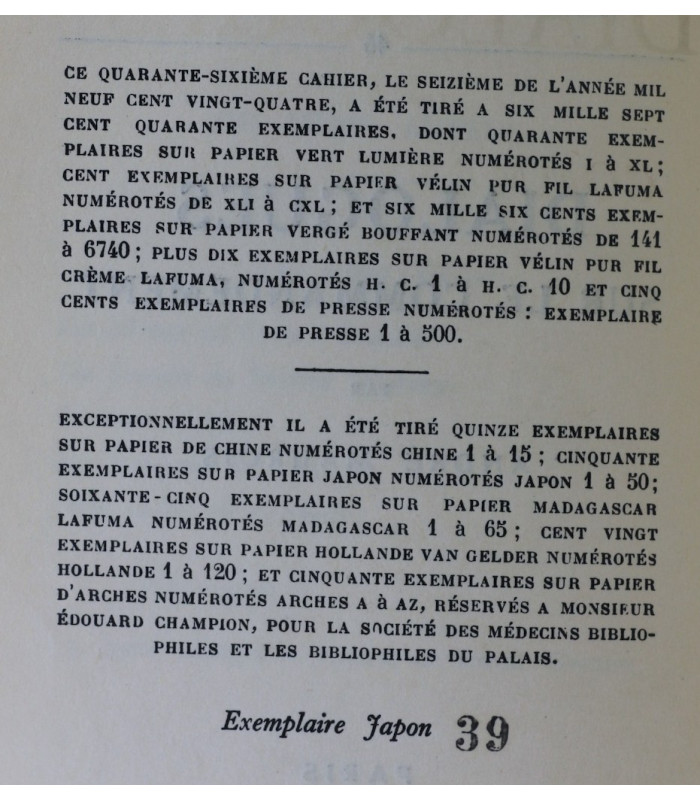 CE QUARANTE-SIXIÈME CAHIER, LE SEIZIÈME DE L'ANNÉE MIL
NEUF CENT VINGT-QUATRE, A ÉTÉ TIRÉ A SIX MILLE SEPT
CENT QUARANTE EXEMPLAIRES. DONT QUARANTE EXEM-
PLAIRES SUR PAPIER VERT LUMIÈRE NUMÉROTÉS I à XL;
CENT EXEMPLAIRES SUR PAPIER VÉLIN PUR FIL LAFUMA
NUMÉROTÉS DE XLI à CXL; ET SIX MILLE SIX CENTS EXEM-
PLAIRES SUR PAPIER VERGÉ BOUFFANT NUMÉROTÉS DE 141
à 6740; PLUS DIX EXEMPLAIRES SUR PAPIER VÉLIN PUR FIL
CRÈME LAFUMA, NUMÉROTÉS H. C. 1 à H. C. 10 ET CINQ
CENTS EXEMPLAIRES DE PRESSE NUMÉROTÉS : EXEMPLAIRE
DE PRESSE 1 à 500.
EXCEPTIONNELLEMENT IL A ÉTÉ TIRÉ QUINZE EXEMPLAIRES
SUR PAPIER DE CHINE NUMÉROTÉS CHINE 1 à 15; CINQUANTE
EXEMPLAIRES SUR PAPIER JAPON NUMÉROTÉS JAPON 1 à 50;
SOIXANTE-CINQ EXEMPLAIRES SUR PAPIER MADAGASCAR
LAFUMA NUMÉROTÉS MADAGASCAR 1 à 65; CENT VINGT
EXEMPLAIRES SUR PAPIER HOLLANDE VAN GELDER NUMÉROTÉS
HOLLANDE 1 à 120; ET CINQUANTE EXEMPLAIRES SUR PAPIER
D'ARCHES NUMÉROTÉS ARCHES A à AZ, RÉSERVÉS A MONSIEUR
ÉDOUARD CHAMPION, POUR LA SOCIÉTÉ DES MÉDECINS BIBLIO-
PHILES ET LES BIBLIOPHILES DU PALAIS.
Exemplaire Japon 39